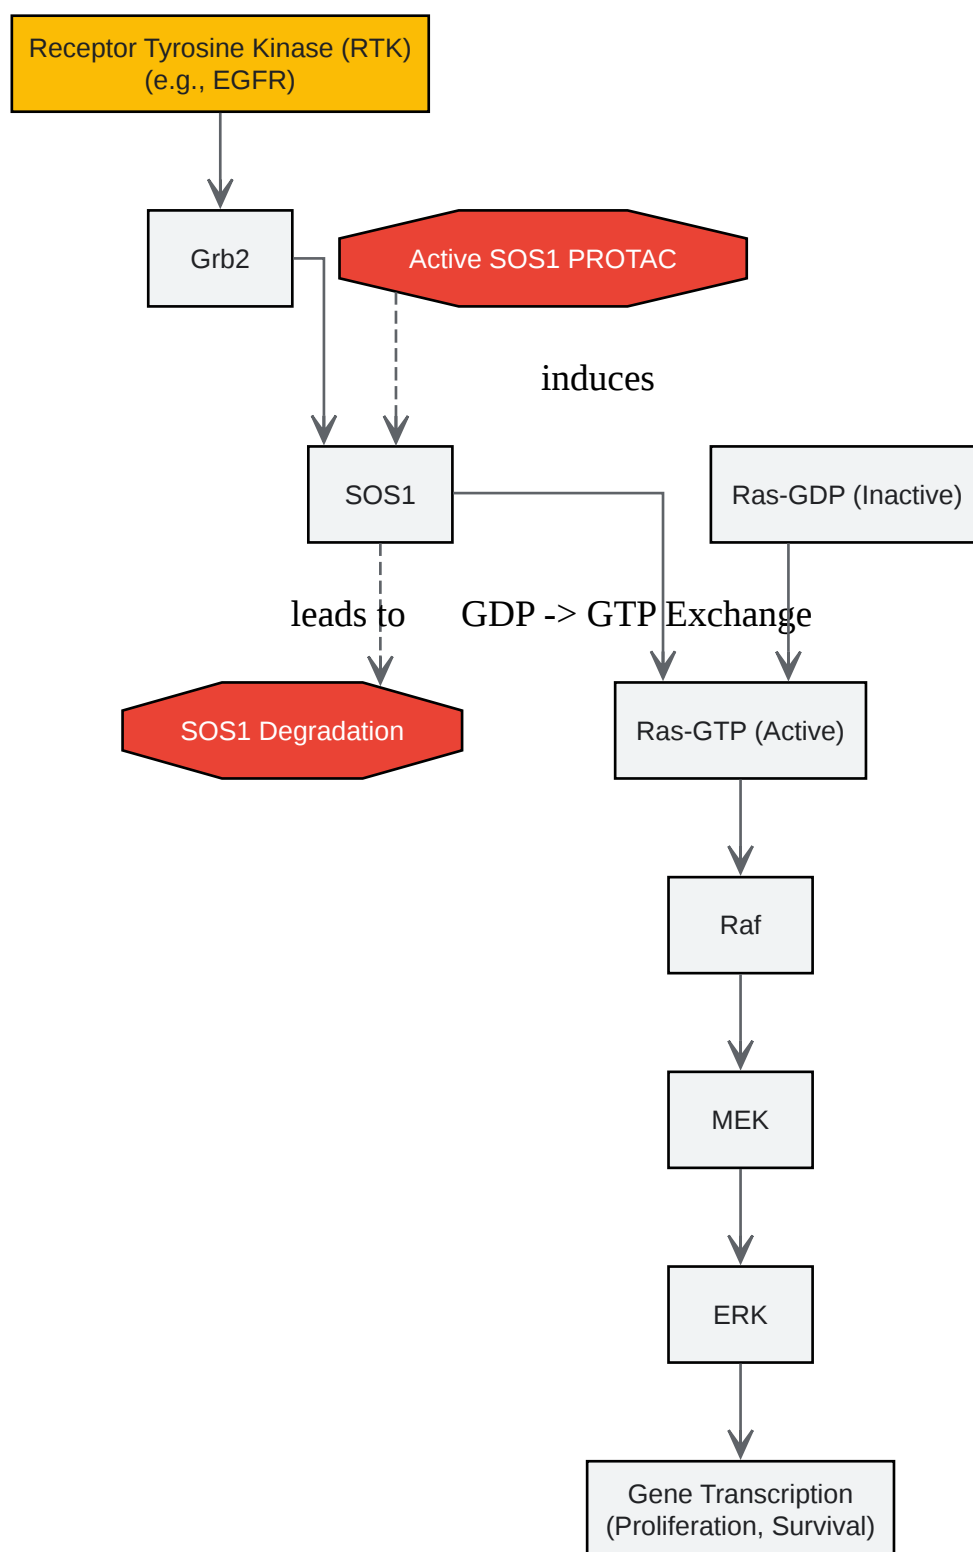 Receptor Tyrosine Kinase (RTK)
(e.g., EGFR)
Grb2
Active SOS1 PROTAC
induces
SOS1
Ras-GDP (Inactive)
leads to
GDP -> GTP Exchange
SOS1 Degradation
Ras-GTP (Active)
Raf
MEK
ERK
Gene Transcription
(Proliferation, Survival)